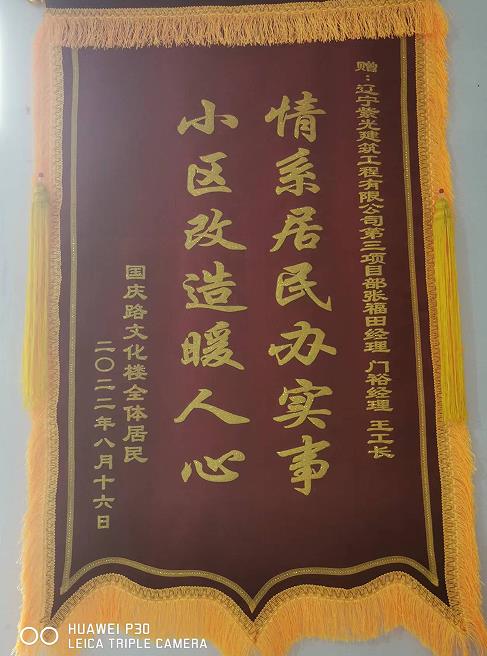 赠：辽宁紫光建筑工程有限公司第三项目部张福田经理 门裕经理 王工长
情系居民办实事
小区改造暖人心
国庆路文化楼全体居民
二〇二二年八月十六日
HUAWEI P30
LEICA TRIPLE CAMERA